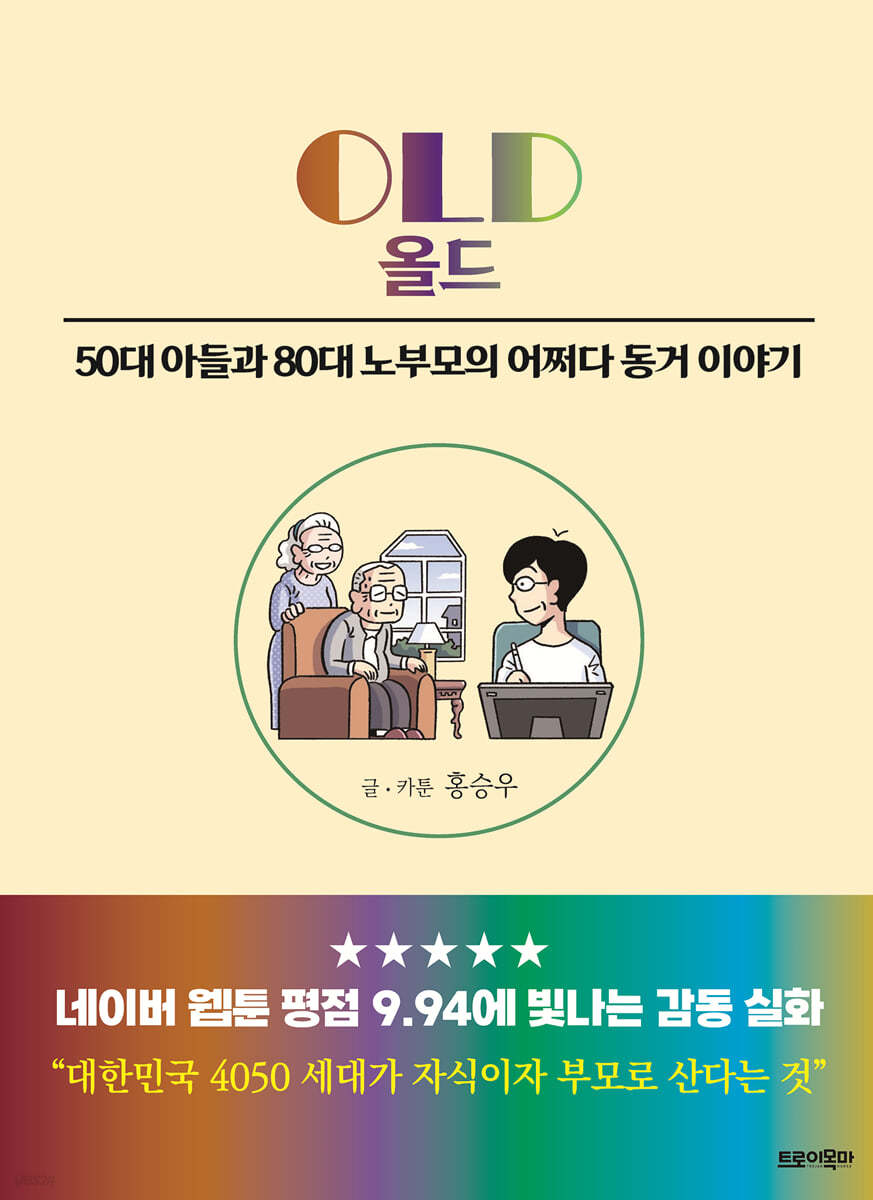 OLD
올드
50대 아들과 80대 노부모의 어쩌다 동거 이야기
글·카툰 홍승우
★★★★★
네이버 웹툰 평점 9.94에 빛나는 감동 실화
“대한민국 4050 세대가 자식이자 부모로 산다는 것”
트로이목마
TROJAN HORSE
YES24